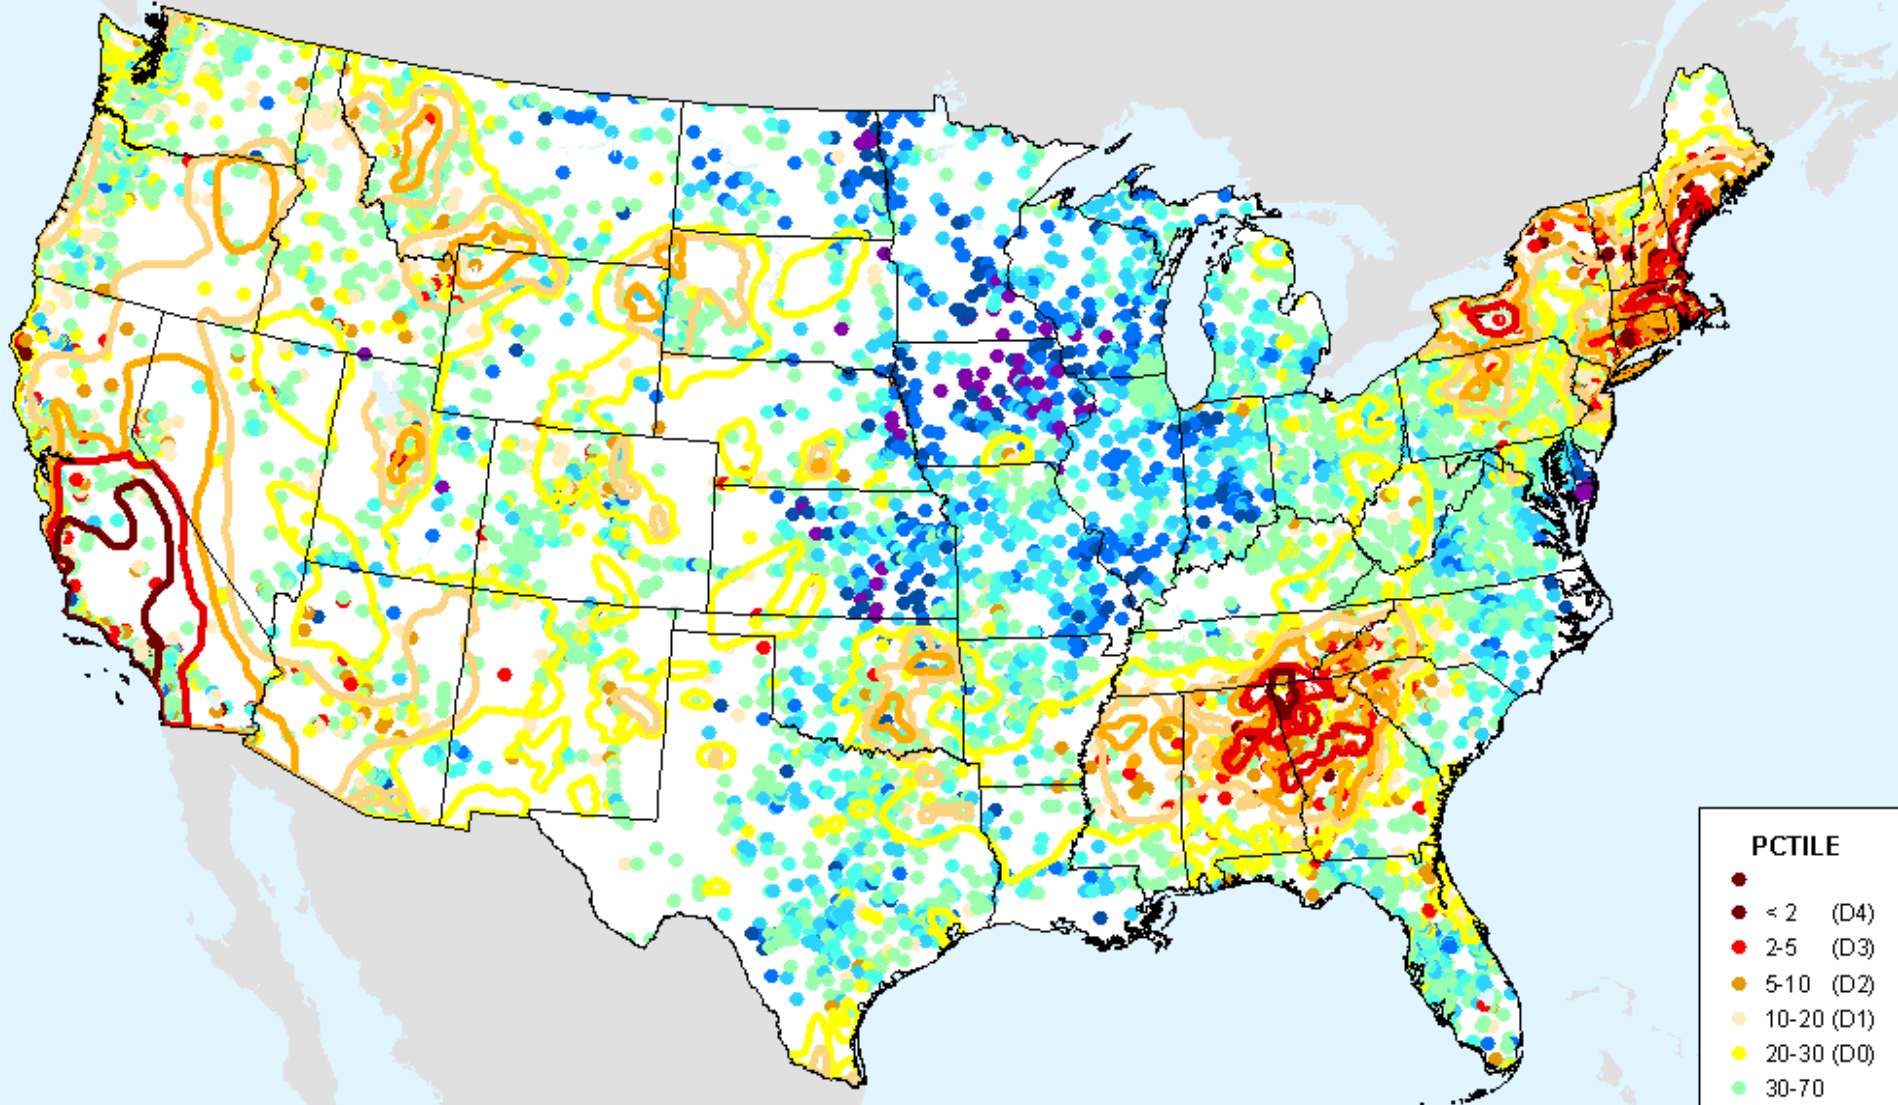 PCTILE
< 2 (D4)
2-5 (D3)
5-10 (D2)
10-20 (D1)
20-30 (D0)
30-70